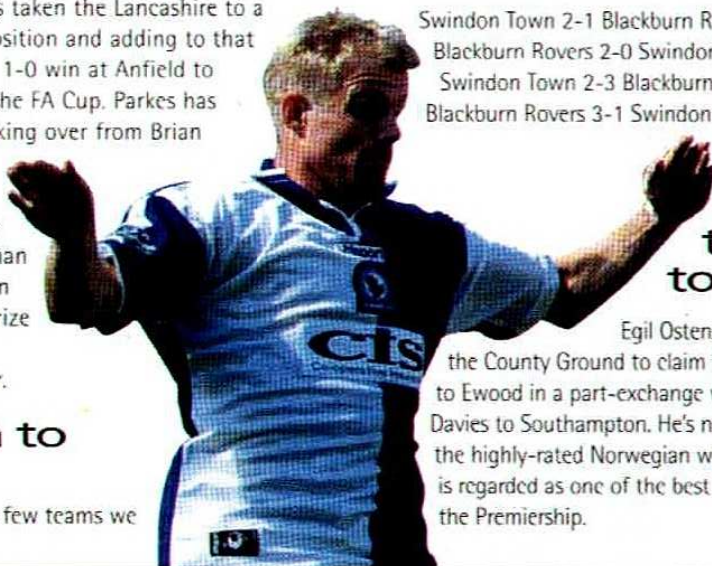 s taken the Lancashire to a
osition and adding to that
1-0 win at Anfield to
he FA Cup. Parkes has
king over from Brian
an
n
ize
y.
to
few teams we
Swindon Town 2-1 Blackburn R
Blackburn Rovers 2-0 Swindon
Swindon Town 2-3 Blackburn
Blackburn Rovers 3-1 Swindon
t
to
Egil Osten
the County Ground to claim
to Ewood in a part-exchange
Davies to Southampton. He's n
the highly-rated Norwegian w
is regarded as one of the best
the Premiership.
CIS